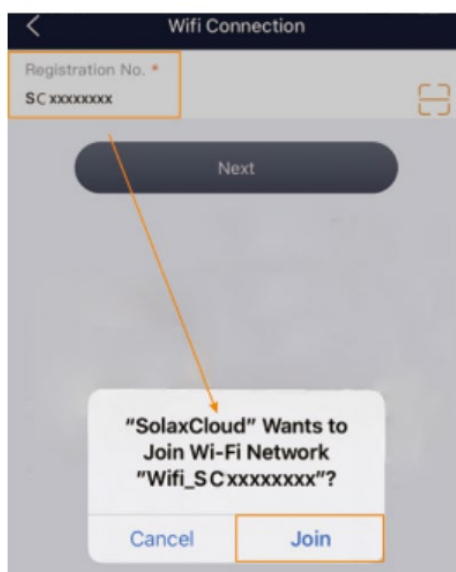 Wifi Connection
Registration No. *
SC xxxxxxxx
Next
"SolaxCloud" Wants to
Join Wi-Fi Network
"Wifi_SCxxxxxxxx"?
Cancel
Join